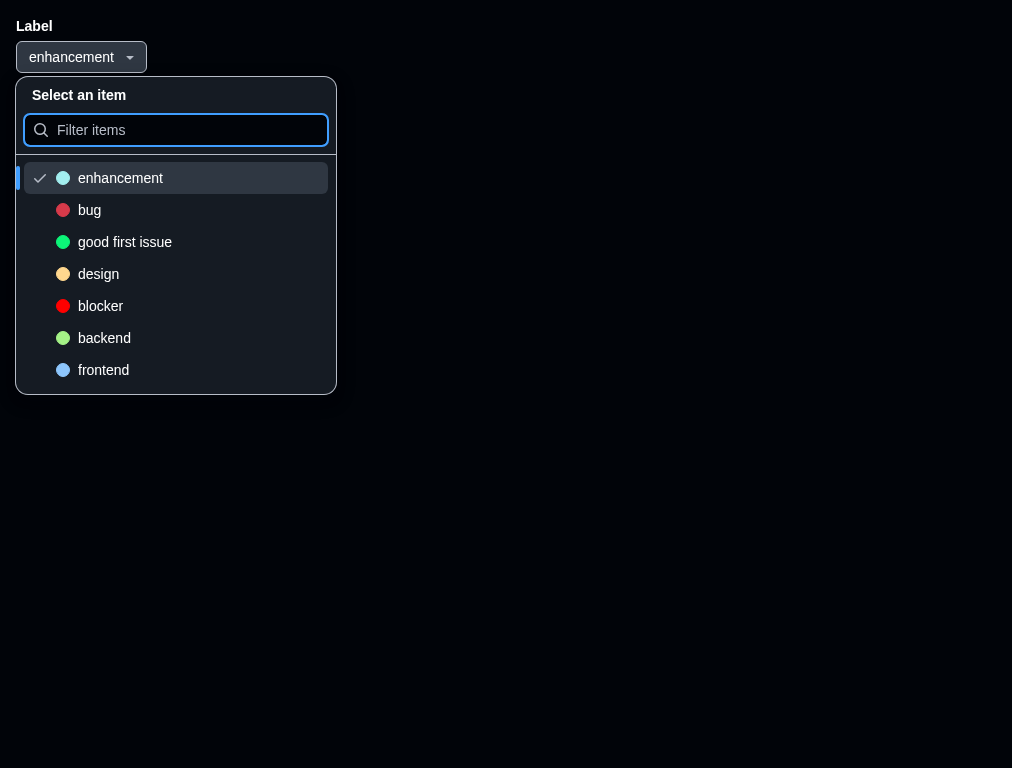 Label
enhancement
Select an item
Filter items
enhancement
bug
good first issue
design
blocker
backend
frontend